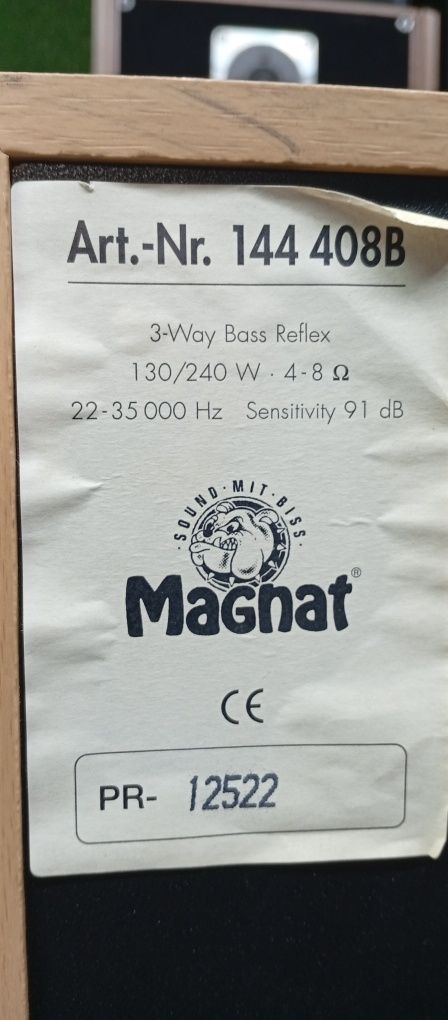 Art.-Nr. 144 408B
3-Way Bass Reflex
130/240 W · 4-8 Ω
22-35 000 Hz Sensitivity 91 dB
·SOUND·MIT·BISS·
Magnat®
CE
PR- 12522